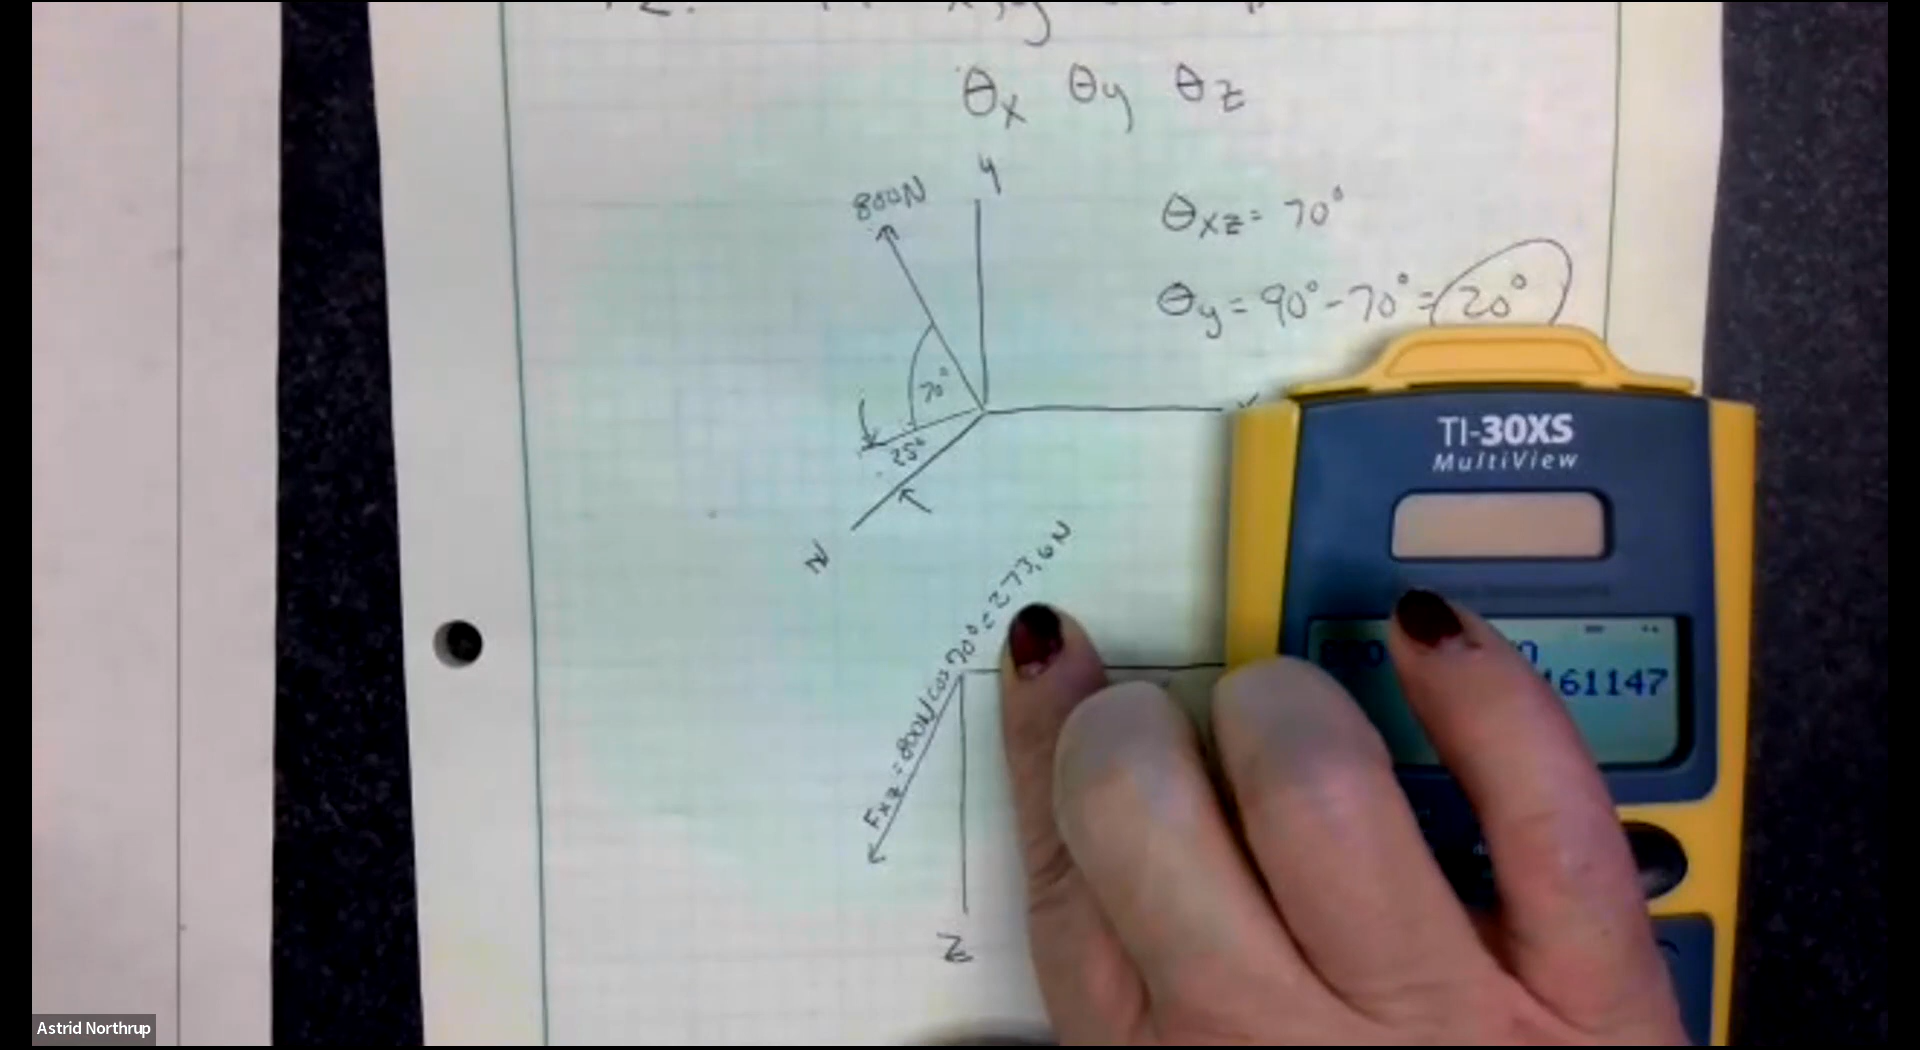 θx θy θz
y
800N
θxz = 70°
θy = 90° - 70° = 20°
70°
25°
TI-30XS
MultiView
z
Fxz = 800N cos 70° = 273.6N
161147
z
Astrid Northrup